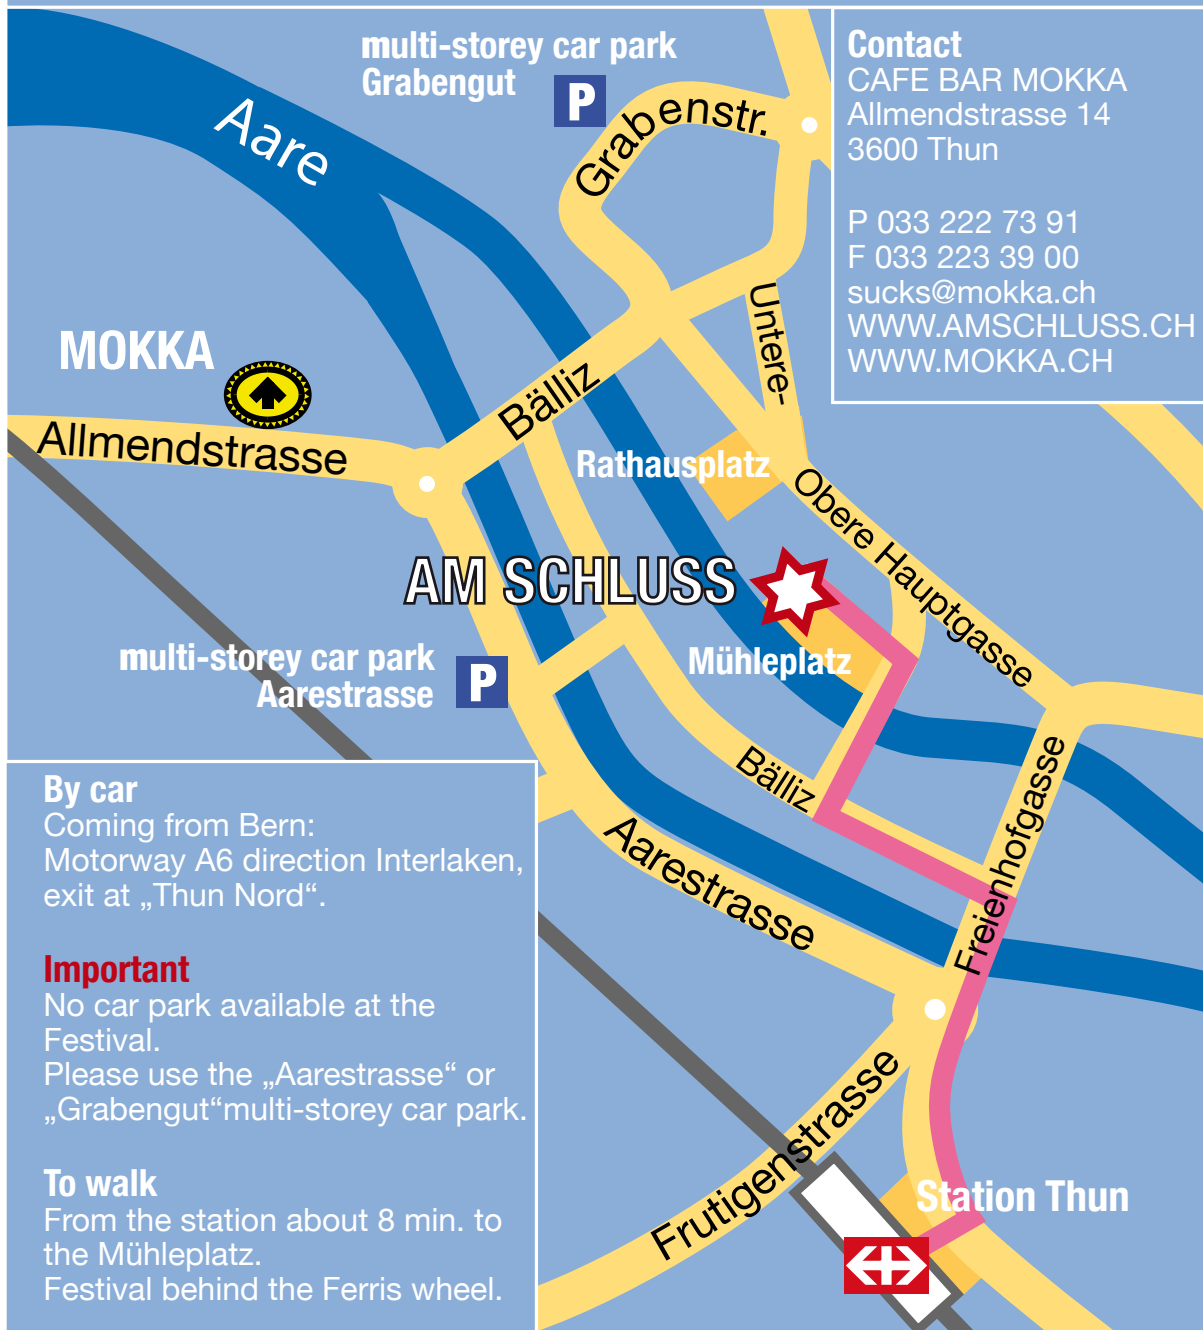 multi-storey car park
Grabengut
P
Contact
CAFE BAR MOKKA
Allmendstrasse 14
3600 Thun
P 033 222 73 91
F 033 223 39 00
sucks@mokka.ch
WWW.AMSCHLUSS.CH
WWW.MOKKA.CH
Aare
Grabenstr.
Untere-
MOKKA
Allmendstrasse
Bälliz
Rathausplatz
Obere Hauptgasse
AM SCHLUSS
Mühleplatz
multi-storey car park
Aarestrasse
P
Bälliz
Freienhofgasse
Aarestrasse
Frutigenstrasse
Station Thun
By car
Coming from Bern:
Motorway A6 direction Interlaken,
exit at „Thun Nord“.
Important
No car park available at the
Festival.
Please use the „Aarestrasse“ or
„Grabengut“multi-storey car park.
To walk
From the station about 8 min. to
the Mühleplatz.
Festival behind the Ferris wheel.